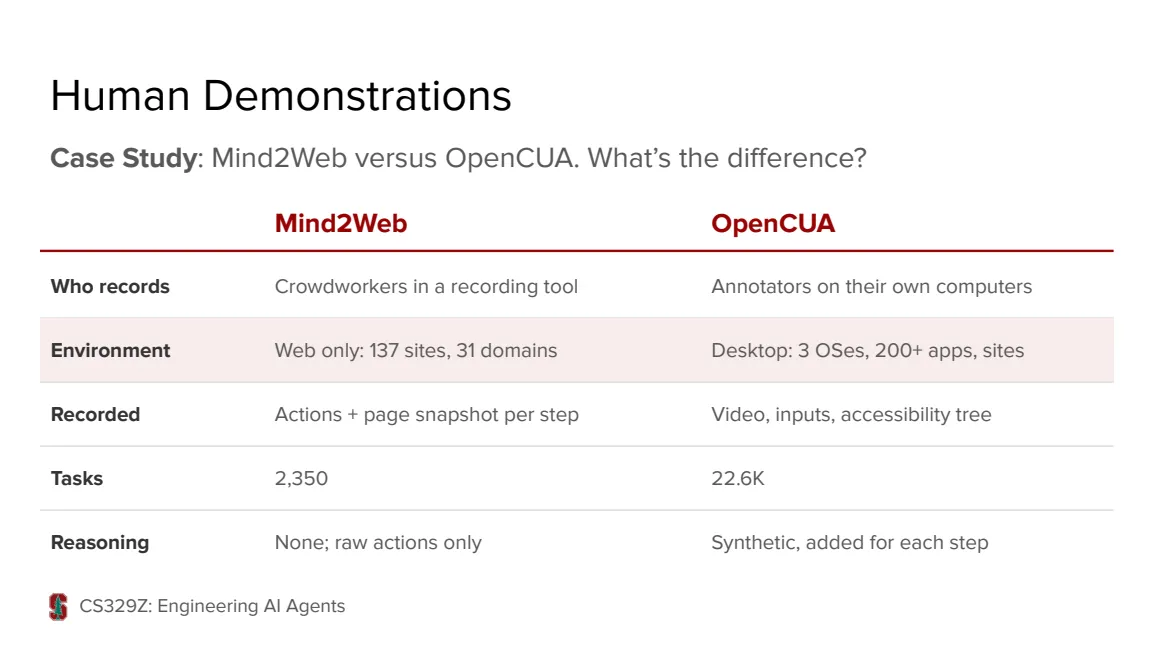 Human Demonstrations
Case Study: Mind2Web versus OpenCUA. What's the difference?
Mind2Web OpenCUA
Who records Crowdworkers in a recording tool Annotators on their own computers
Environment Web only: 137 sites, 31 domains Desktop: 3 OSes, 200+ apps, sites
Recorded Actions + page snapshot per step Video, inputs, accessibility tree
Tasks 2,350 22.6K
Reasoning None; raw actions only Synthetic, added for each step
CS329Z: Engineering AI Agents